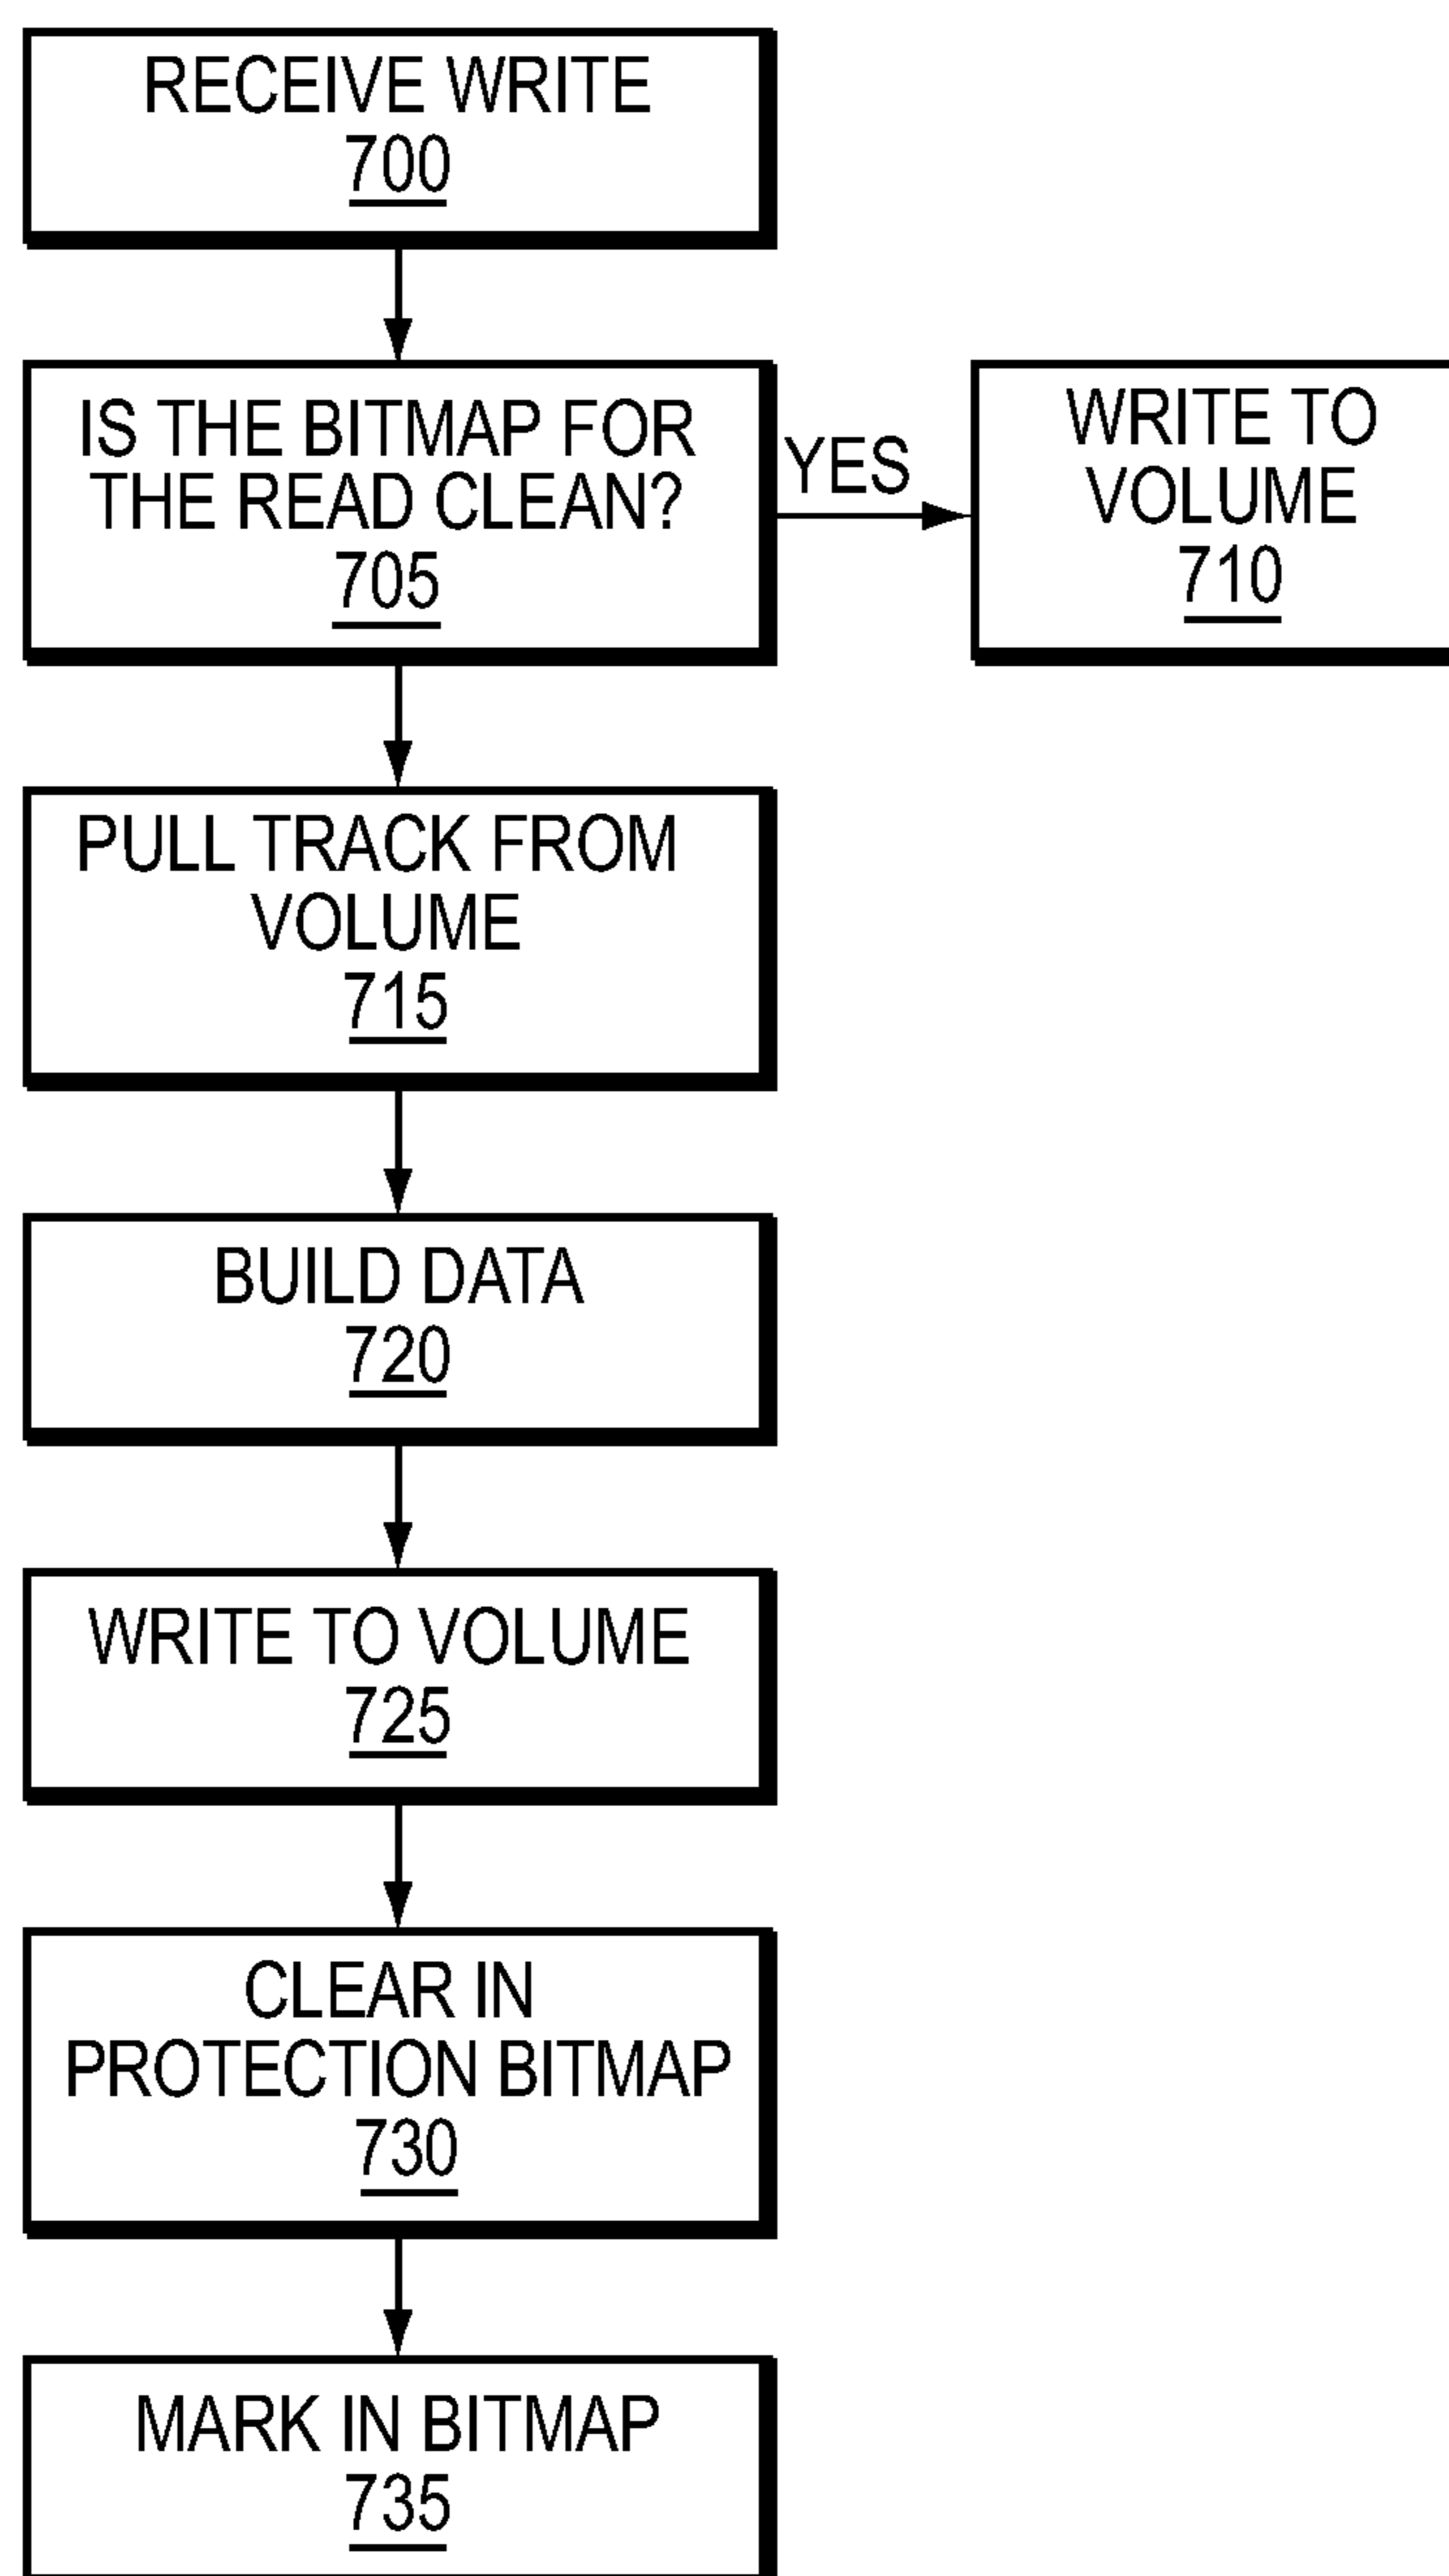 RECEIVE WRITE
700
IS THE BITMAP FOR
THE READ CLEAN?
705
YES
WRITE TO
VOLUME
710
PULL TRACK FROM
VOLUME
715
BUILD DATA
720
WRITE TO VOLUME
725
CLEAR IN
PROTECTION BITMAP
730
MARK IN BITMAP
735